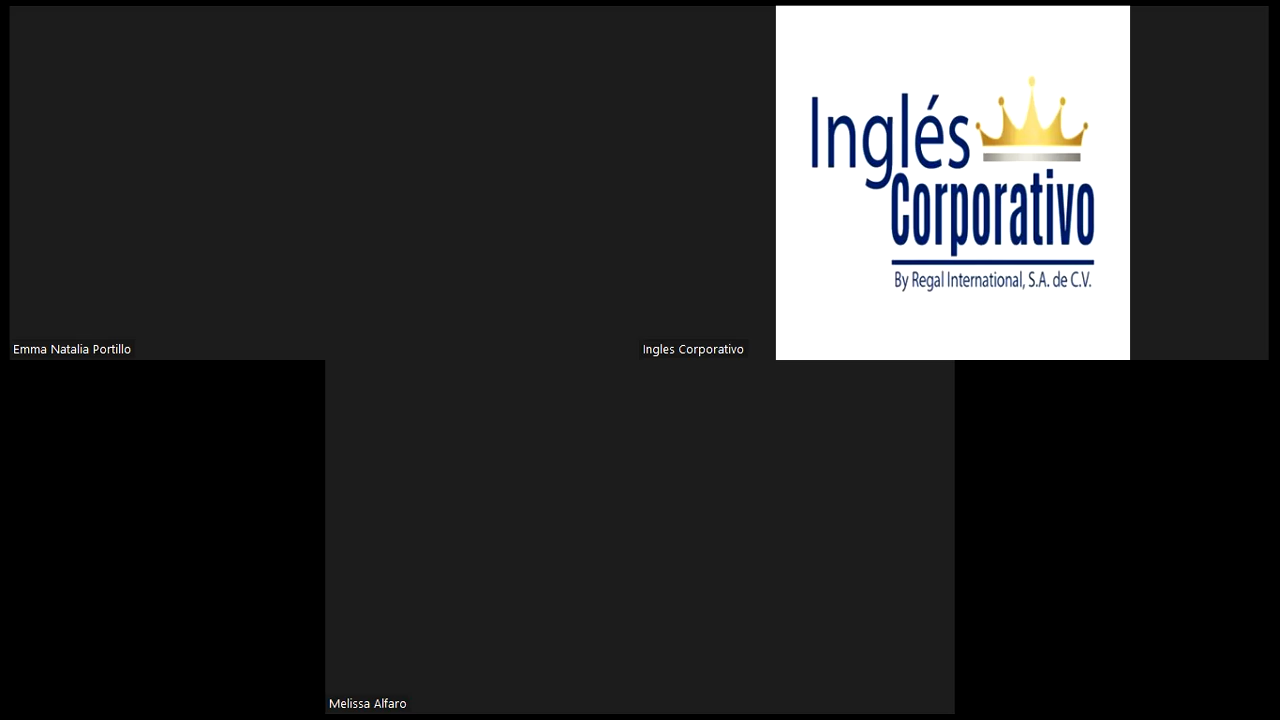 Inglés
Corporativo
By Regal International, S.A. de C.V.
Emma Natalia Portillo
Ingles Corporativo
Melissa Alfaro